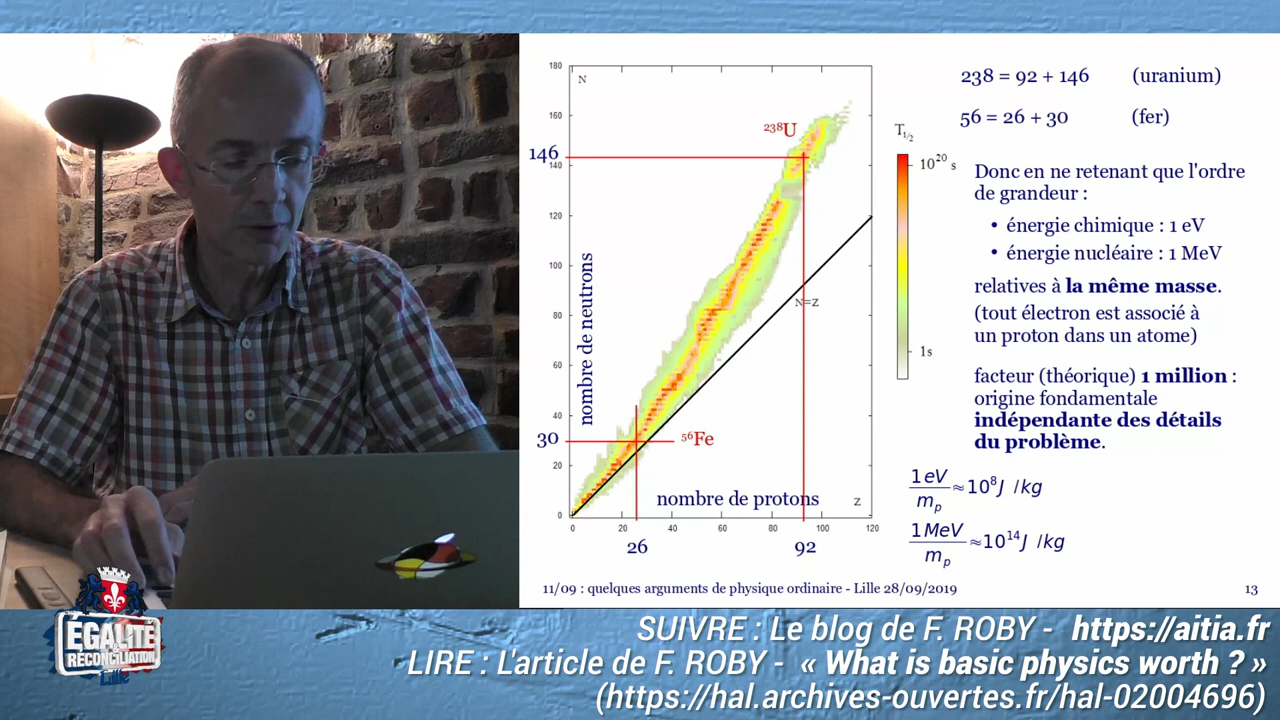 180
N
160
140
120
100
80
60
40
20
0
0
20
40
60
80
100
120
Z
146
30
26
92
²³⁸U
⁵⁶Fe
N=Z
nombre de neutrons
nombre de protons
T₁/₂
10²⁰ s
1s
238 = 92 + 146 (uranium)
56 = 26 + 30 (fer)
Donc en ne retenant que l'ordre
de grandeur :
• énergie chimique : 1 eV
• énergie nucléaire : 1 MeV
relatives à la même masse.
(tout électron est associé à
un proton dans un atome)
facteur (théorique) 1 million :
origine fondamentale
indépendante des détails
du problème.
1eV/mₚ ≈ 10⁸J /kg
1MeV/mₚ ≈ 10¹⁴J /kg
11/09 : quelques arguments de physique ordinaire - Lille 28/09/2019
13
ÉGALITÉ
&
RÉCONCILIATION
Lille
SUIVRE : Le blog de F. ROBY - https://aitia.fr
LIRE : L'article de F. ROBY - « What is basic physics worth ? »
(https://hal.archives-ouvertes.fr/hal-02004696)